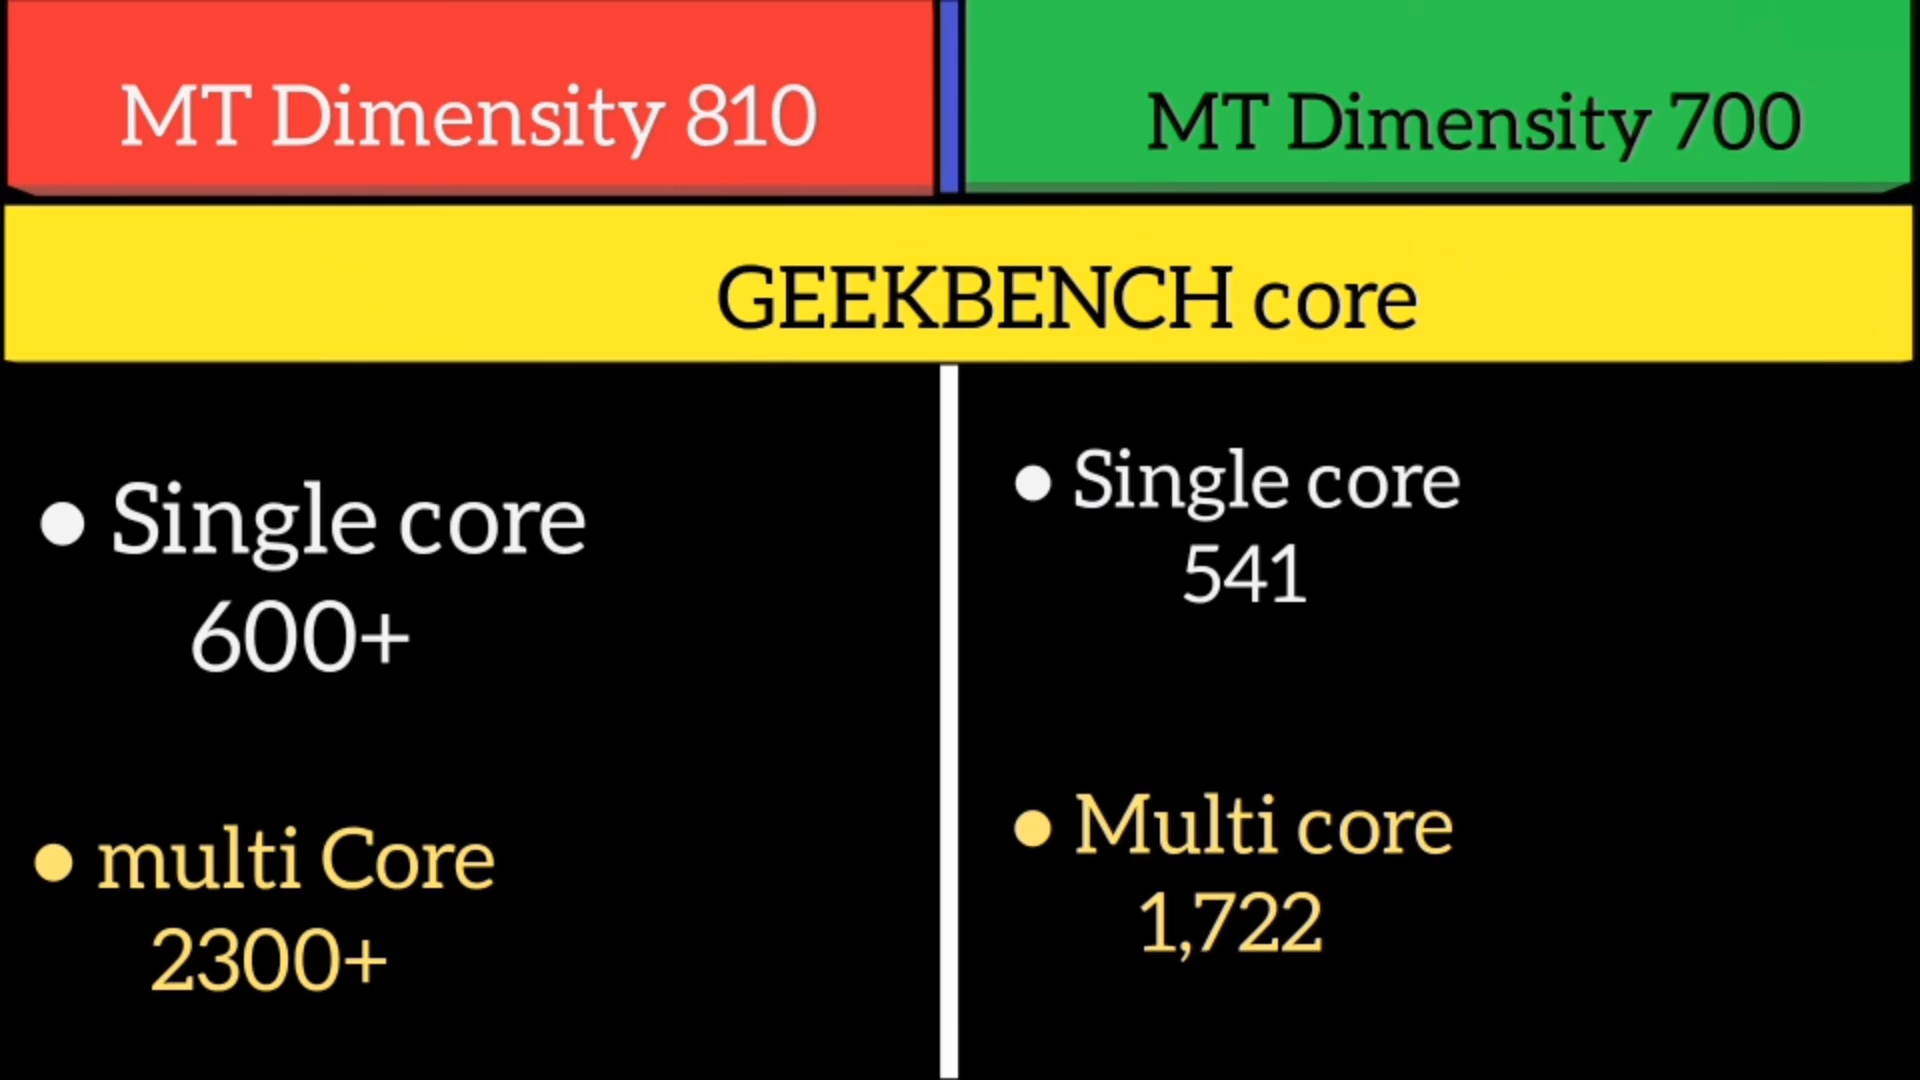 MT Dimensity 810
MT Dimensity 700
GEEKBENCH core
• Single core
600+
• multi Core
2300+
• Single core
541
• Multi core
1,722